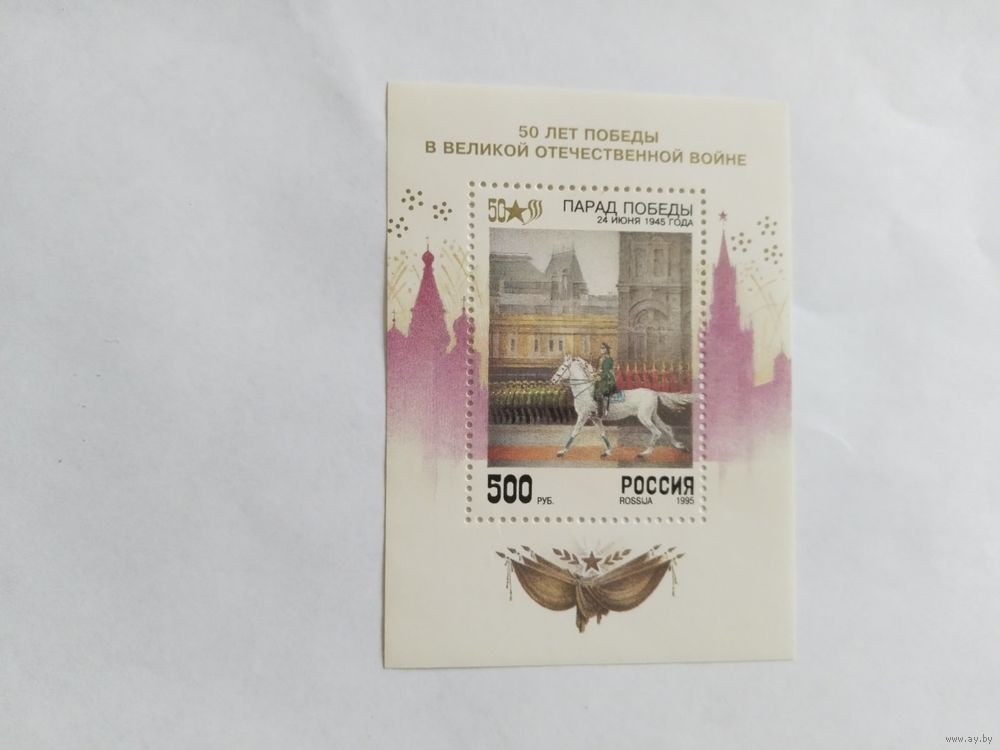 50 ЛЕТ ПОБЕДЫ
В ВЕЛИКОЙ ОТЕЧЕСТВЕННОЙ ВОЙНЕ
50
ПАРАД ПОБЕДЫ
24 ИЮНЯ 1945 ГОДА
500 РУБ.
РОССИЯ
ROSSIJA 1995
www.ay.by